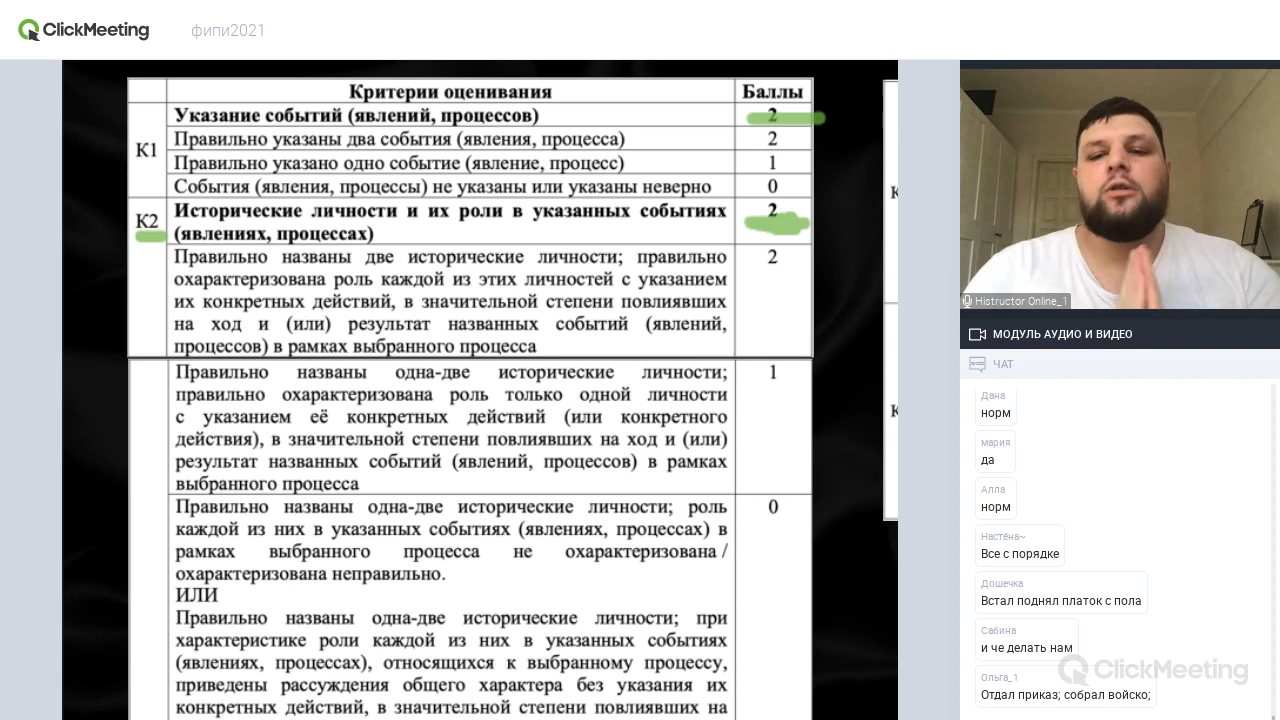 ClickMeeting
фипи2021
Критерии оценивания
Баллы
К1
Указание событий (явлений, процессов)
2
Правильно указаны два события (явления, процесса)
2
Правильно указано одно событие (явление, процесс)
1
События (явления, процессы) не указаны или указаны неверно
0
К2
Исторические личности и их роли в указанных событиях
(явлениях, процессах)
2
Правильно названы две исторические личности; правильно
охарактеризована роль каждой из этих личностей с указанием
их конкретных действий, в значительной степени повлиявших
на ход и (или) результат названных событий (явлений,
процессов) в рамках выбранного процесса
2
Правильно названы одна-две исторические личности;
правильно охарактеризована роль только одной личности
с указанием её конкретных действий (или конкретного
действия), в значительной степени повлиявших на ход и (или)
результат названных событий (явлений, процессов) в рамках
выбранного процесса
1
Правильно названы одна-две исторические личности; роль
каждой из них в указанных событиях (явлениях, процессах) в
рамках выбранного процесса не охарактеризована /
охарактеризована неправильно.
ИЛИ
Правильно названы одна-две исторические личности; при
характеристике роли каждой из них в указанных событиях
(явлениях, процессах), относящихся к выбранному процессу,
приведены рассуждения общего характера без указания их
конкретных действий, в значительной степени повлиявших на
0
Histructor Online_1
МОДУЛЬ АУДИО И ВИДЕО
ЧАТ
Дана
норм
мария
да
Алла
норм
Настёна~
Все с порядке
Дошечка
Встал поднял платок с пола
Сабина
и че делать нам
Ольга_1
Отдал приказ; собрал войско;
ClickMeeting